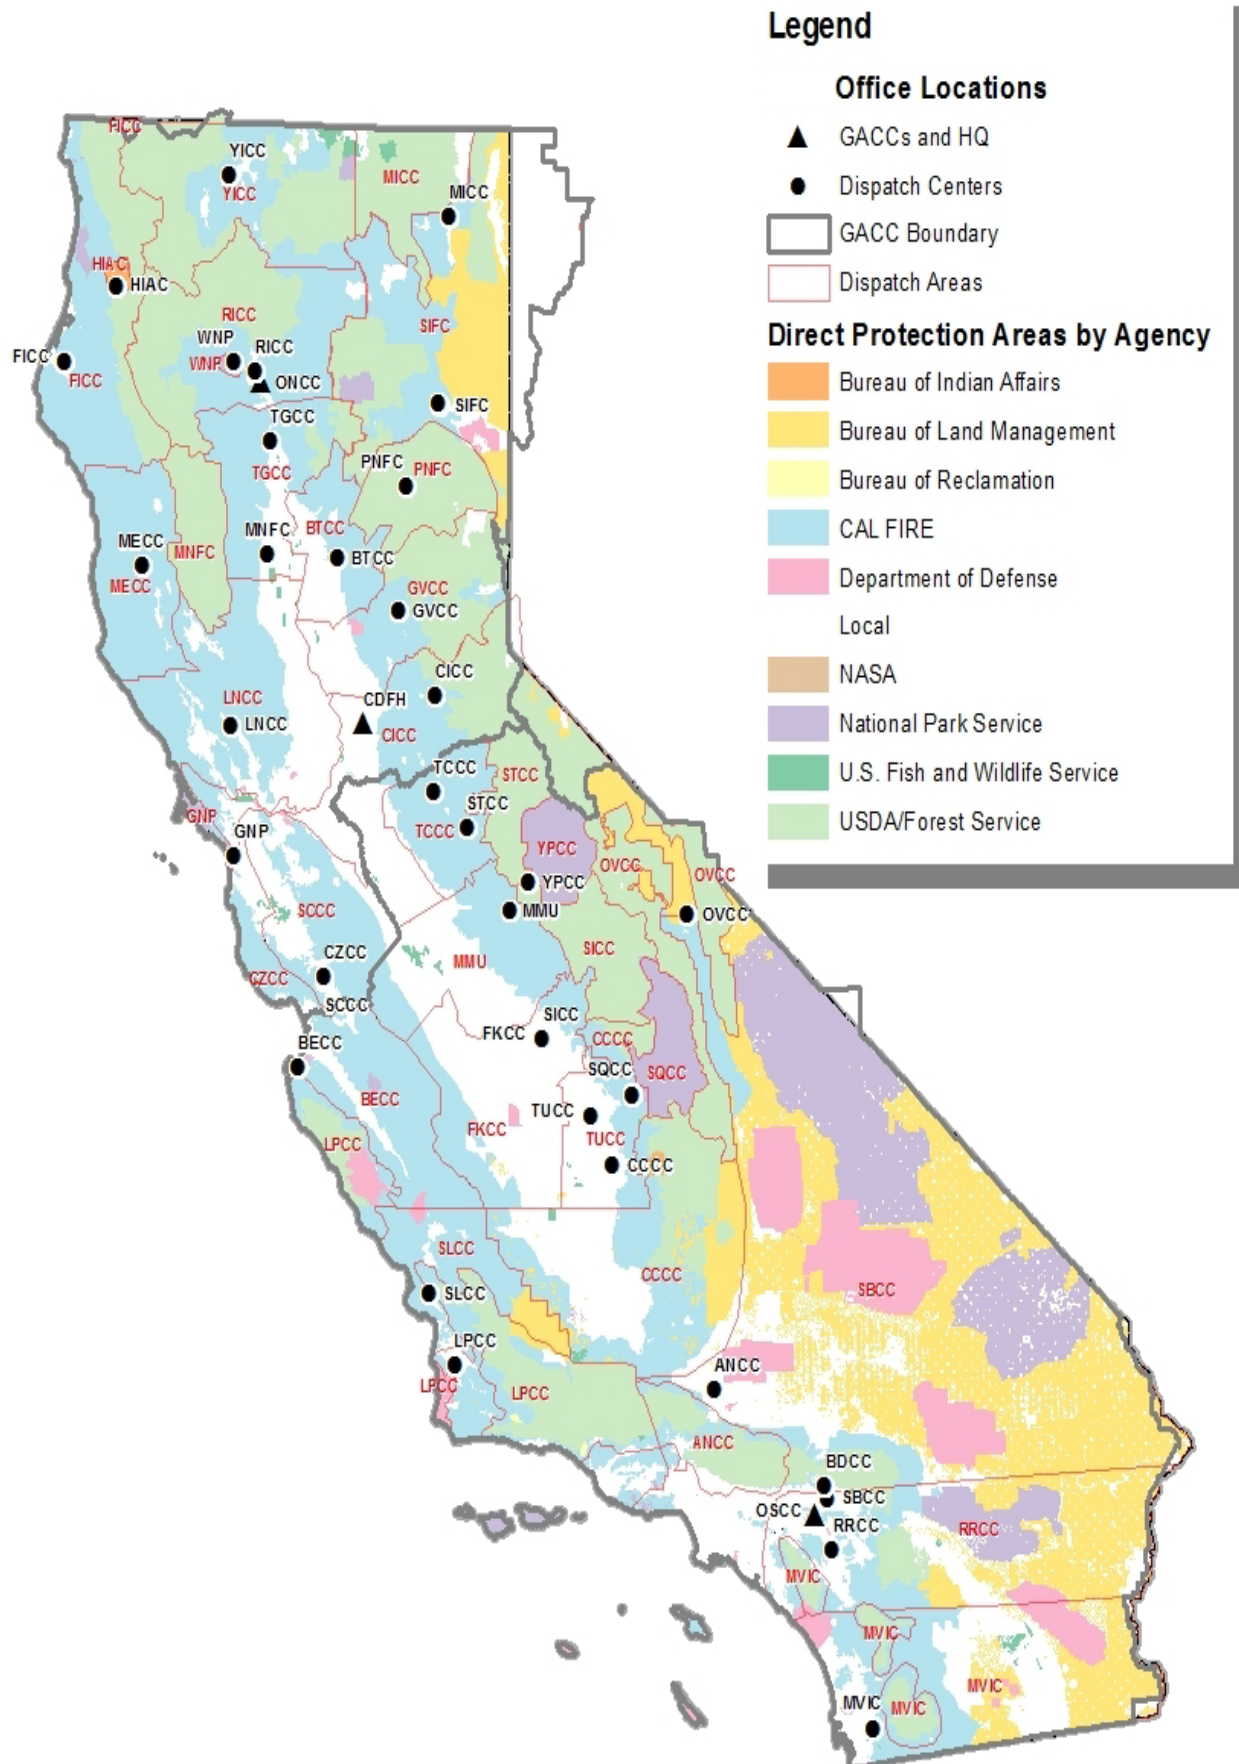 Legend
Office Locations
GACCs and HQ
Dispatch Centers
GACC Boundary
Dispatch Areas
Direct Protection Areas by Agency
Bureau of Indian Affairs
Bureau of Land Management
Bureau of Reclamation
CAL FIRE
Department of Defense
Local
NASA
National Park Service
U.S. Fish and Wildlife Service
USDA/Forest Service
FICC
YICC
YICC
MICC
MICC
HIAC
HIAC
RICC
SIFC
WNP
RICC
WNP
FICC
FICC
ONCC
SIFC
TGCC
TGCC
PNFC
PNFC
BTCC
MNFC
MECC
MNFC
BTCC
MECC
GVCC
GVCC
CICC
LNCC
CDFH
LNCC
CICC
TCCC
STCC
STCC
GNP
TCCC
GNP
YPCC
OVCC
OVCC
YPCC
SCCC
MMU
OVCC
SICC
CZCC
MMU
CZCC
SCCC
SICC
FKCC
CCCC
BECC
SQCC
SQCC
BECC
TUCC
FKCC
TUCC
LPCC
CCCC
SLCC
CCCC
SBCC
SLCC
LPCC
ANCC
LPCC
LPCC
ANCC
BDCC
SBCC
OSCC
RRCC
RRCC
MVIC
MVIC
MVIC
MVIC
MVIC